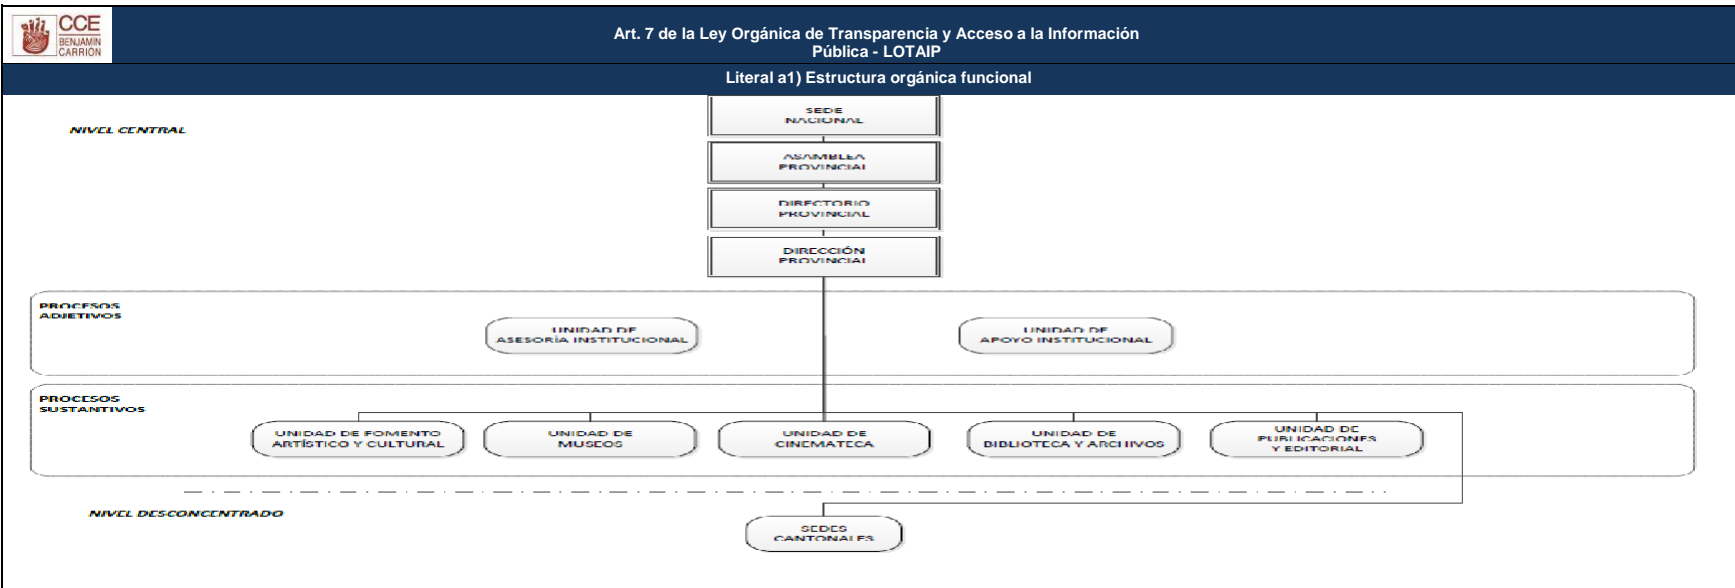 CCE
BENJAMÍN
CARRIÓN
Art. 7 de la Ley Orgánica de Transparencia y Acceso a la Información
Pública - LOTAIP
Literal a1) Estructura orgánica funcional
NIVEL CENTRAL
SEDE
NACIONAL
ASAMBLEA
PROVINCIAL
DIRECTORIO
PROVINCIAL
DIRECCIÓN
PROVINCIAL
PROCESOS
ADJETIVOS
UNIDAD DE
ASESORÍA INSTITUCIONAL
UNIDAD DE
APOYO INSTITUCIONAL
PROCESOS
SUSTANTIVOS
UNIDAD DE FOMENTO
ARTÍSTICO Y CULTURAL
UNIDAD DE
MUSEOS
UNIDAD DE
CINEMATECA
UNIDAD DE
BIBLIOTECA Y ARCHIVOS
UNIDAD DE
PUBLICACIONES
Y EDITORIAL
NIVEL DESCONCENTRADO
SEDES
CANTONALES